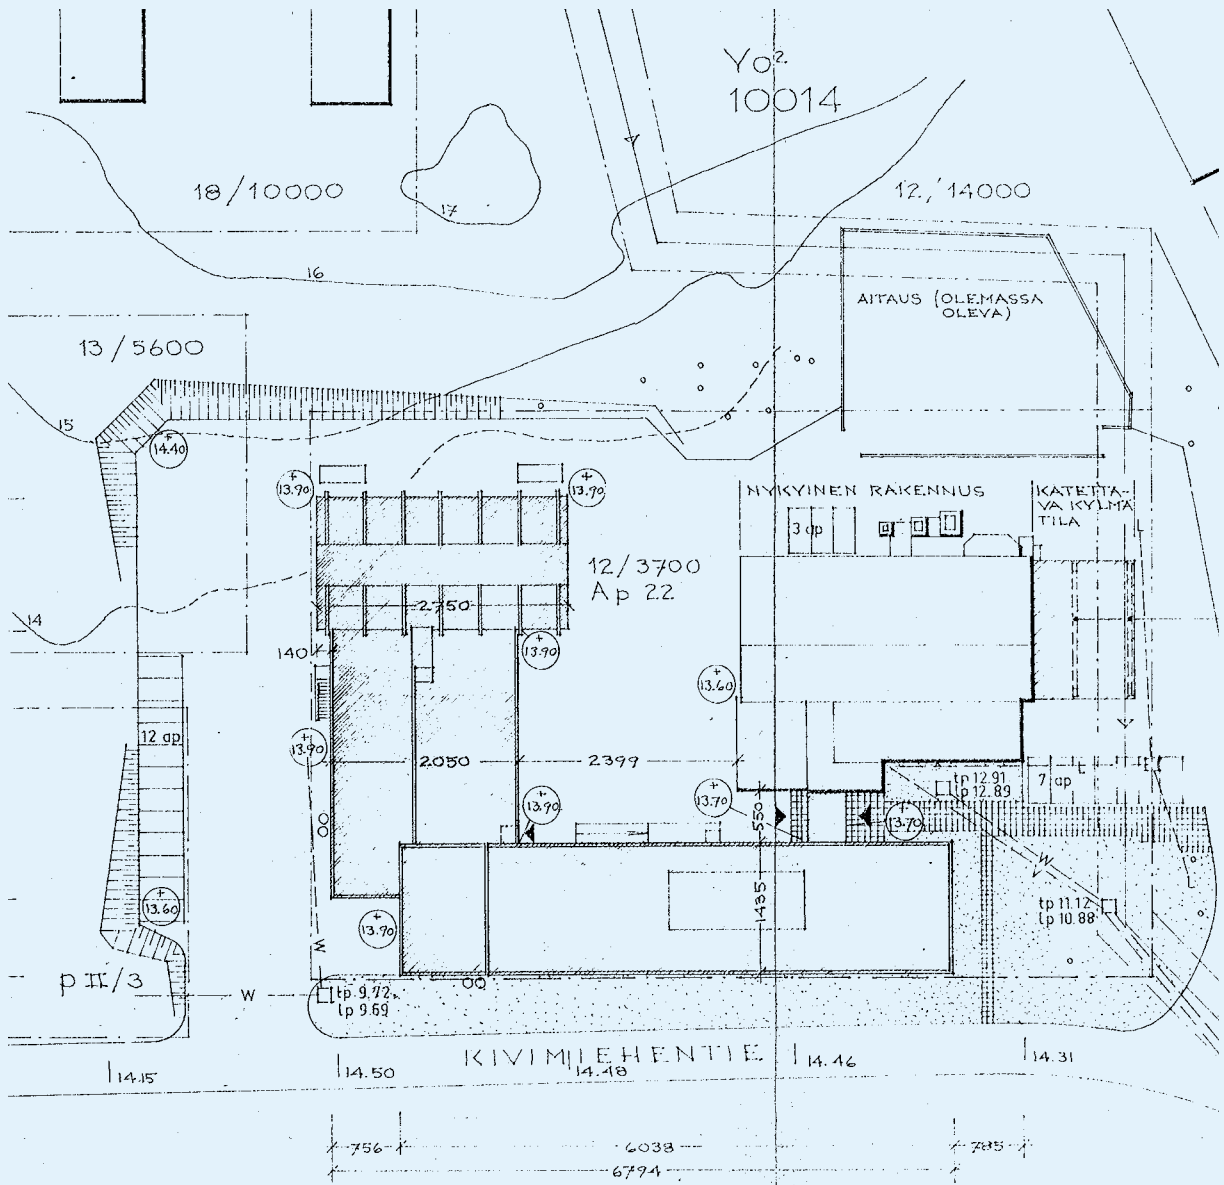 Yo²
10014
18/10000
17
12/14000
16
AITAUS (OLEMASSA
OLEVA)
13/5600
15
+
14.40
+
13.90
+
13.90
NYKYINEN RAKENNUS
KATETTA-
VA KYLMÄ
TILA
3 ap
12/3700
Ap 22
2750
14
140
+
13.90
+
13.60
12 ap
+
13.90
2050
2399
tp 12.91
lp 12.89
7 ap
L
L
L
+
13.90
+
13.70
550
+
13.70
W
1435
tp 11.12
lp 10.88
L
+
13.60
+
13.90
W
p II/3
W
tp 9.72
lp 9.69
KIVIMIEHENTIE
14.15
14.50
14.48
14.46
14.31
756
6038
785
6794